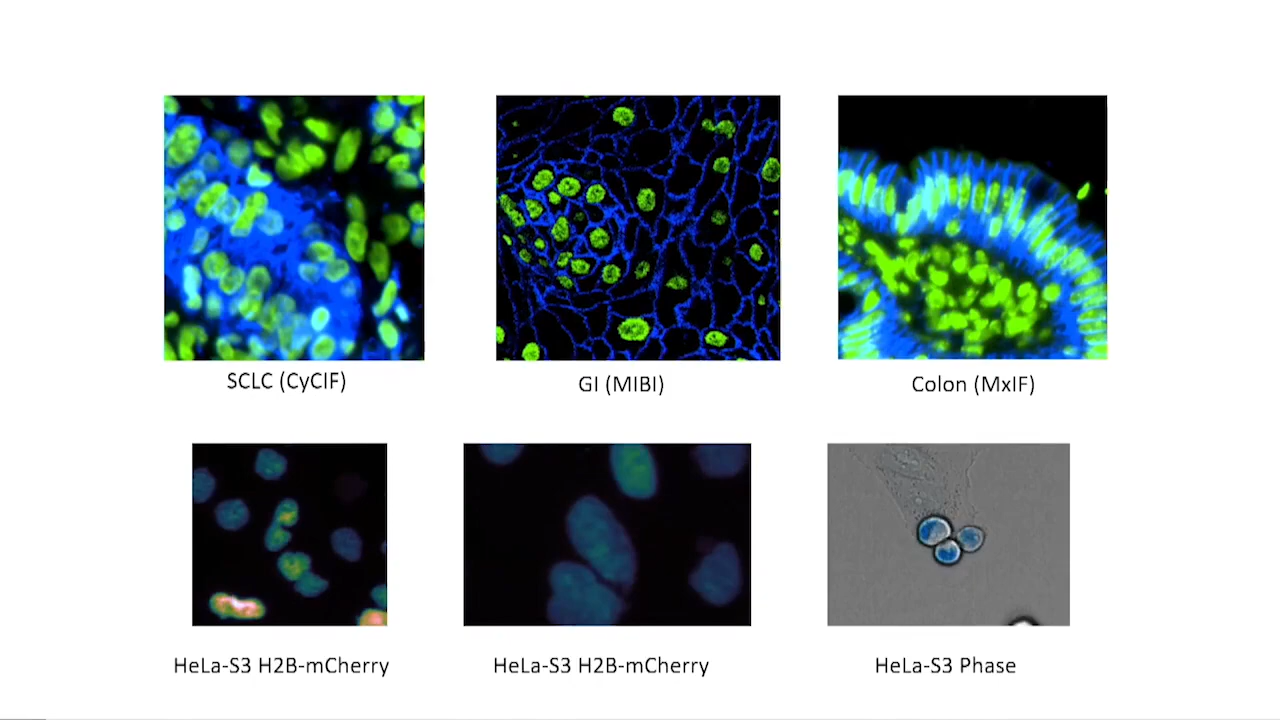 SCLC (CyCIF)
GI (MIBI)
Colon (MxIF)
HeLa-S3 H2B-mCherry
HeLa-S3 H2B-mCherry
HeLa-S3 Phase